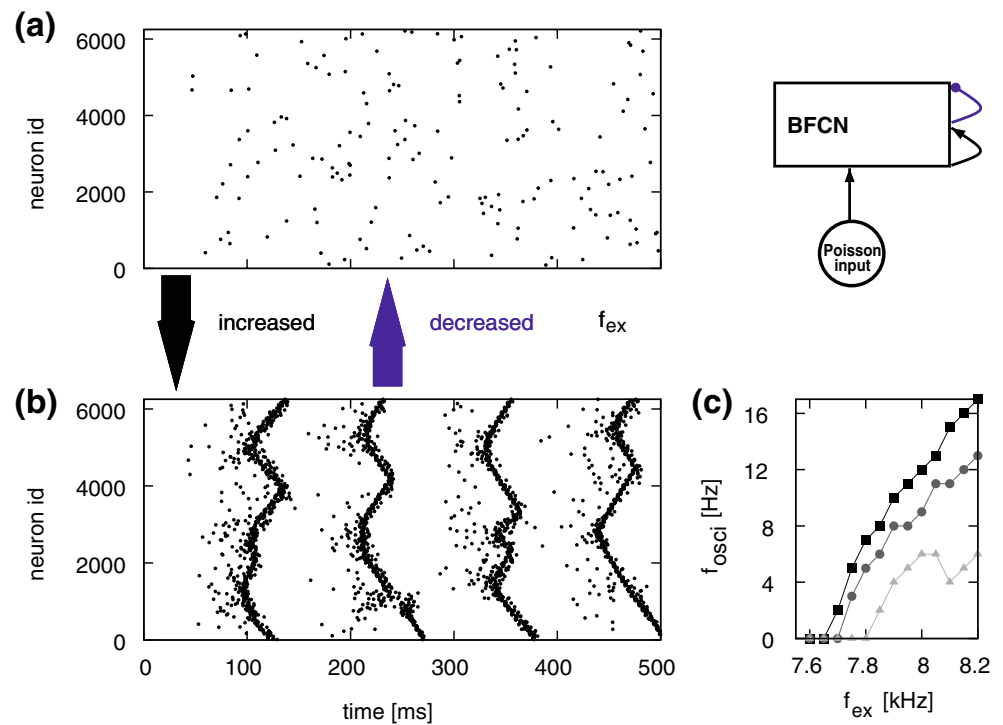 (a)
6000
4000
2000
0
neuron id
BFCN
Poisson
input
increased
decreased
f_ex
(b)
6000
4000
2000
0
neuron id
0
100
200
300
400
500
time [ms]
(c)
16
12
8
4
0
f_osci [Hz]
7.6
7.8
8
8.2
f_ex [kHz]